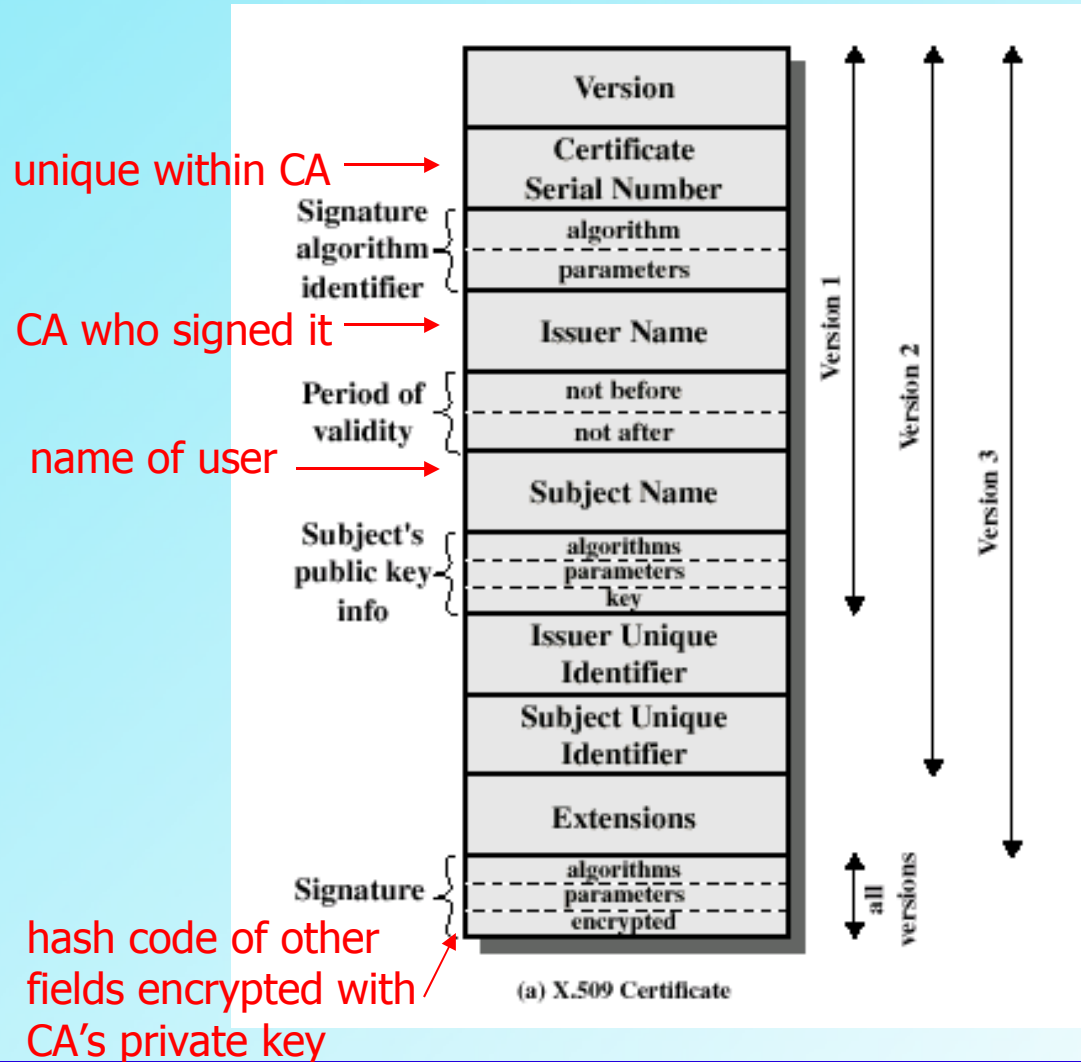 Version
unique within CA
Certificate
Serial Number
Signature
algorithm
identifier
algorithm
parameters
CA who signed it
Issuer Name
Period of
validity
not before
not after
name of user
Subject Name
Subject's
public key
info
algorithms
parameters
key
Issuer Unique
Identifier
Subject Unique
Identifier
Extensions
Signature
algorithms
parameters
encrypted
hash code of other
fields encrypted with
CA’s private key
Version 1
Version 2
Version 3
all
versions
(a) X.509 Certificate